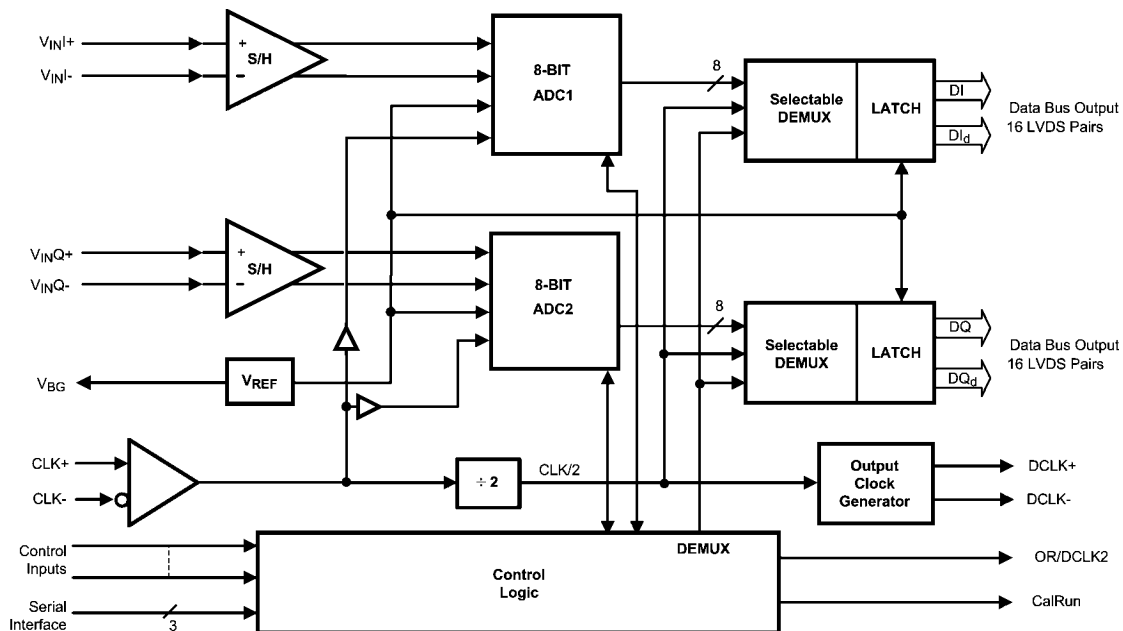 VINI+
VINI-
+
S/H
−
8-BIT
ADC1
8
Selectable
DEMUX
LATCH
DI
DId
Data Bus Output
16 LVDS Pairs
VINQ+
VINQ-
+
S/H
−
8-BIT
ADC2
8
Selectable
DEMUX
LATCH
DQ
DQd
Data Bus Output
16 LVDS Pairs
VBG
VREF
CLK+
CLK-
÷ 2
CLK/2
Output
Clock
Generator
DCLK+
DCLK-
Control
Inputs
Serial
Interface
3
DEMUX
Control
Logic
OR/DCLK2
CalRun